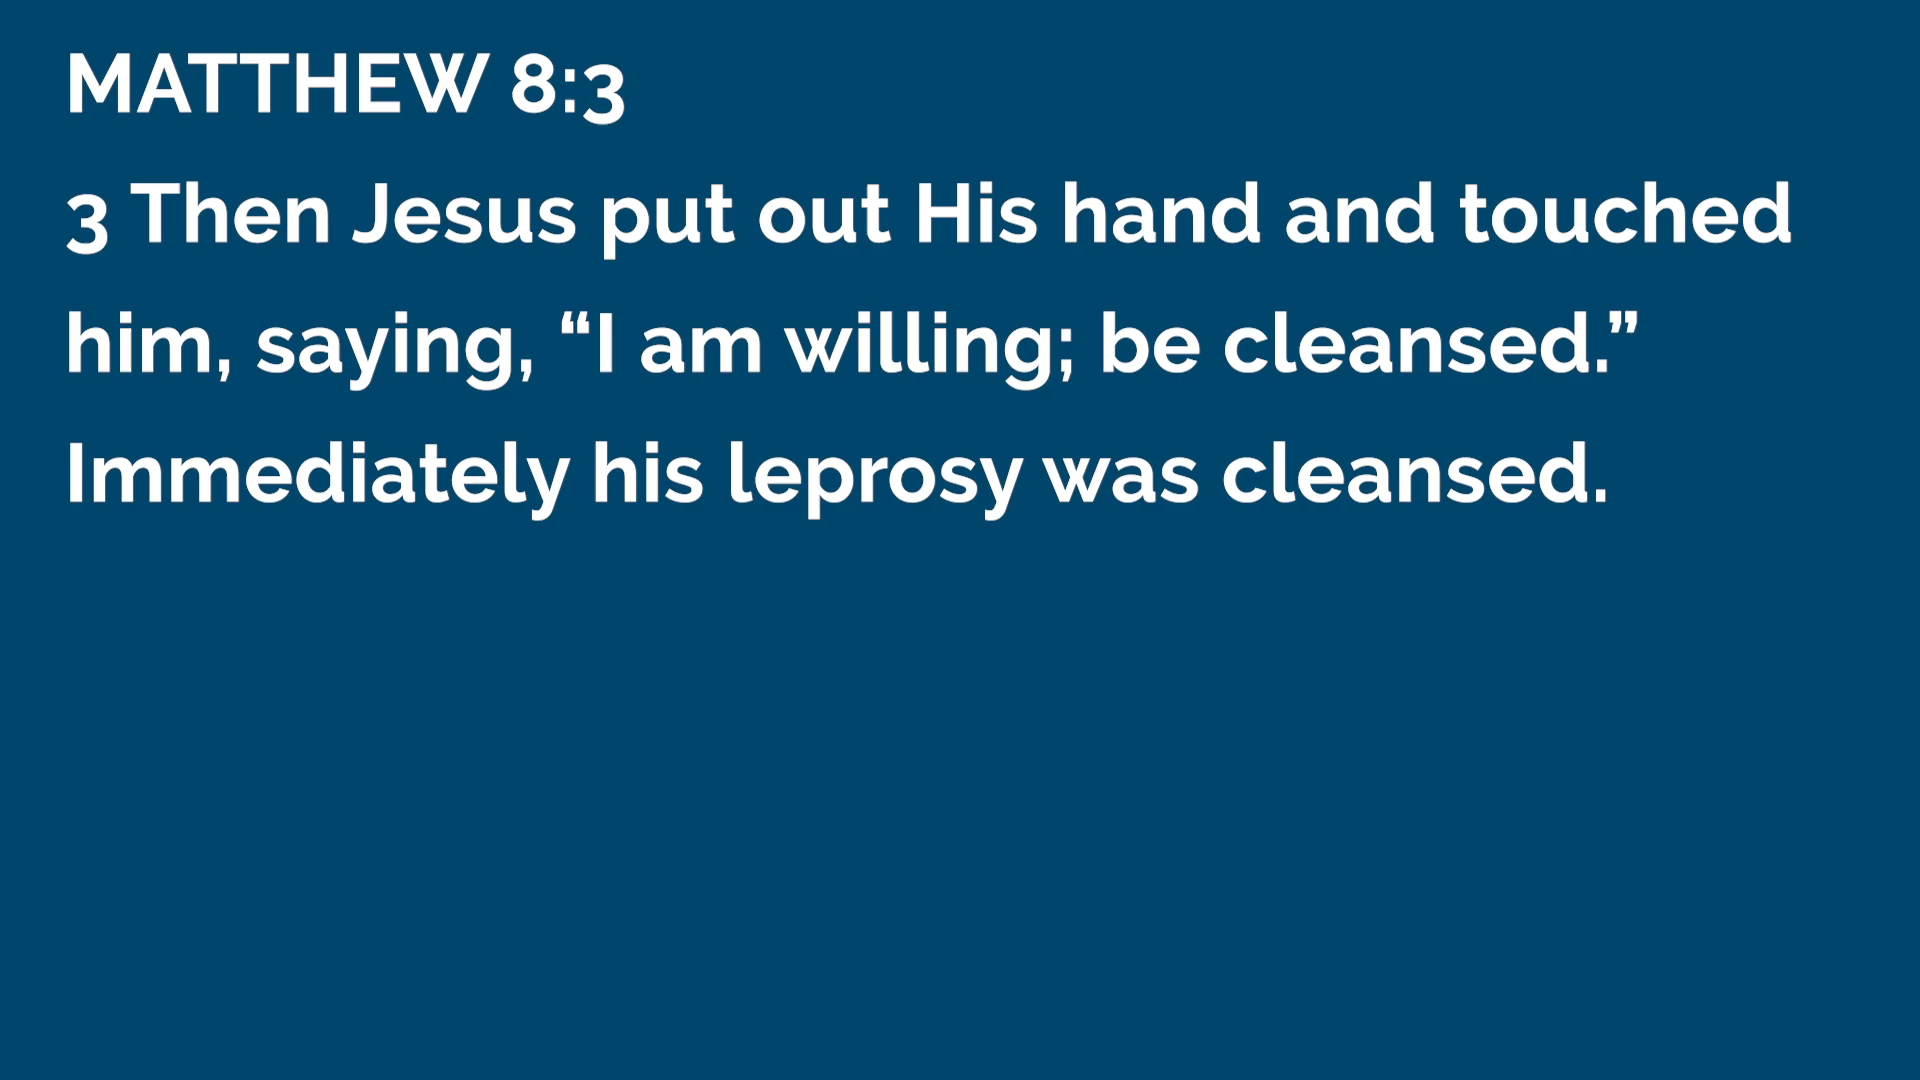 MATTHEW 8:3
3 Then Jesus put out His hand and touched
him, saying, “I am willing; be cleansed.”
Immediately his leprosy was cleansed.